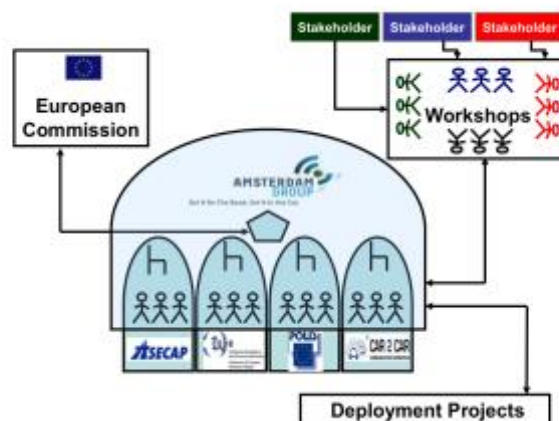 Stakeholder
Stakeholder
Stakeholder
European
Commission
Workshops
AMSTERDAM
GROUP
ASECAP
POLIS
CAR 2 CAR
Deployment Projects